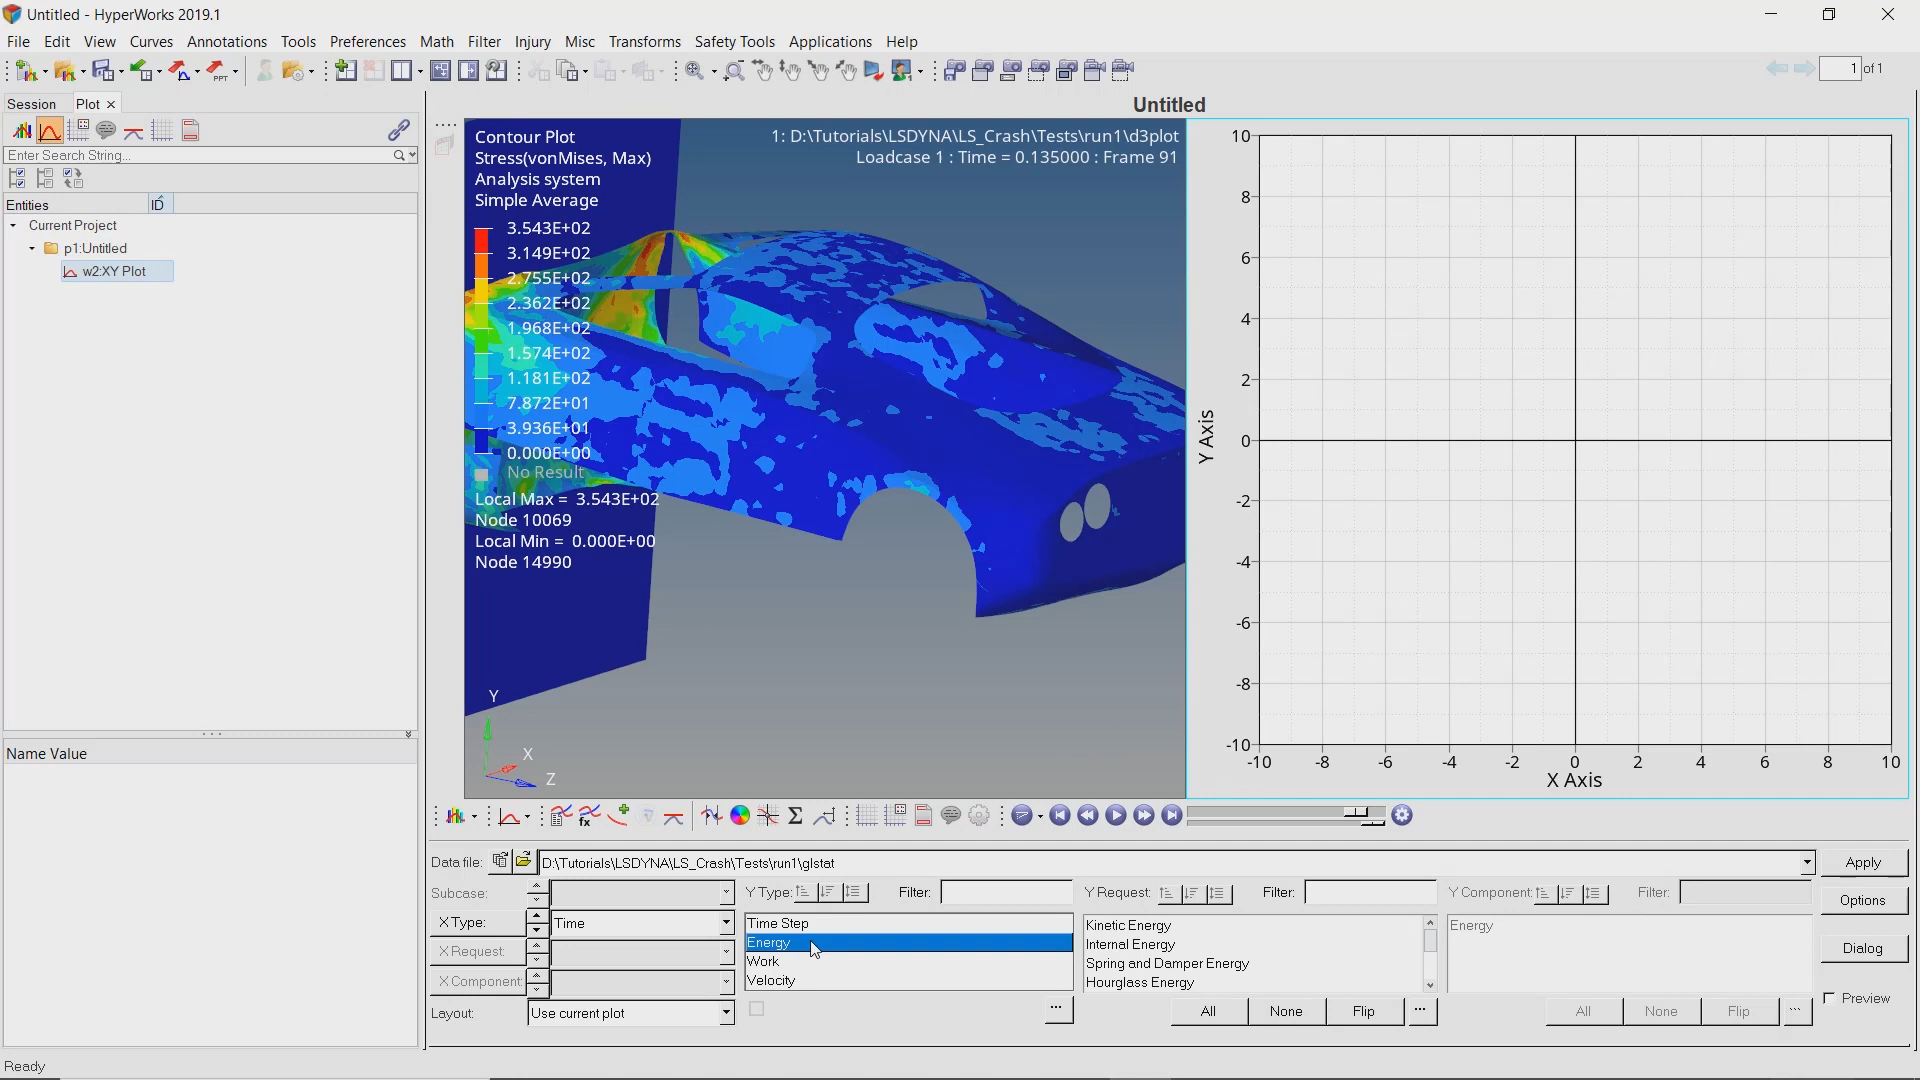 Untitled - HyperWorks 2019.1
File Edit View Curves Annotations Tools Preferences Math Filter Injury Misc Transforms Safety Tools Applications Help
PPT
1 of 1
Session Plot
Enter Search String...
Entities ID
Current Project
p1:Untitled
w2:XY Plot
Name Value
Untitled
Contour Plot
Stress(vonMises, Max)
Analysis system
Simple Average
3.543E+02
3.149E+02
2.755E+02
2.362E+02
1.968E+02
1.574E+02
1.181E+02
7.872E+01
3.936E+01
0.000E+00
No Result
Local Max = 3.543E+02
Node 10069
Local Min = 0.000E+00
Node 14990
1: D:\Tutorials\LSDYNA\LS_Crash\Tests\run1\d3plot
Loadcase 1 : Time = 0.135000 : Frame 91
Y
X
Z
10
8
6
4
2
0
-2
-4
-6
-8
-10
Y Axis
-10 -8 -6 -4 -2 0 2 4 6 8 10
X Axis
fx
Data file: D:\Tutorials\LSDYNA\LS_Crash\Tests\run1\glstat Apply
Subcase: Y Type: Filter: Y Request: Filter: Y Component: Filter: Options
X Type: Time
X Request:
X Component:
Layout: Use current plot
Time Step
Energy
Work
Velocity
...
Kinetic Energy
Internal Energy
Spring and Damper Energy
Hourglass Energy
All None Flip ...
Energy
All None Flip ...
Dialog
Preview
Ready